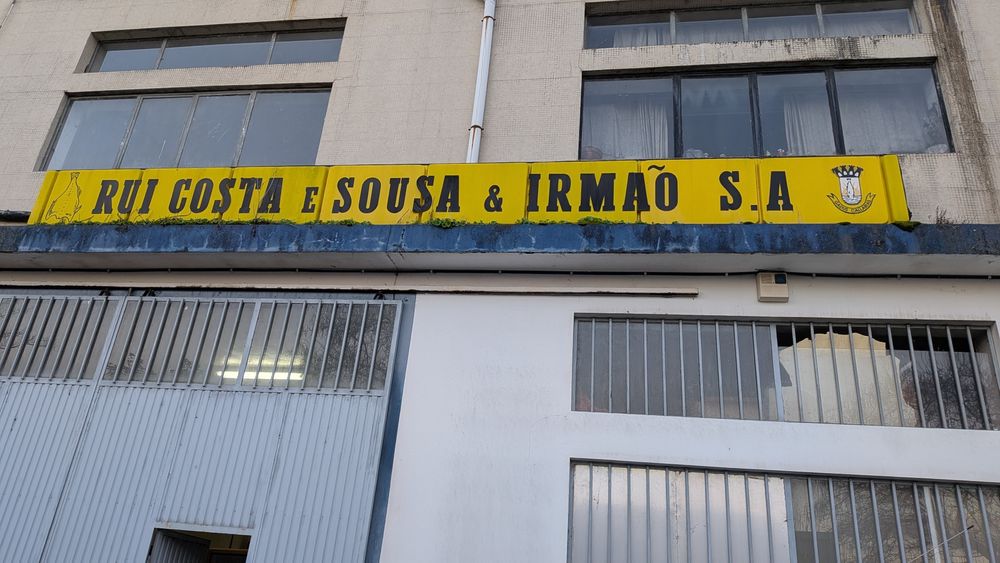 RUI COSTA E SOUSA & IRMÃO S.A